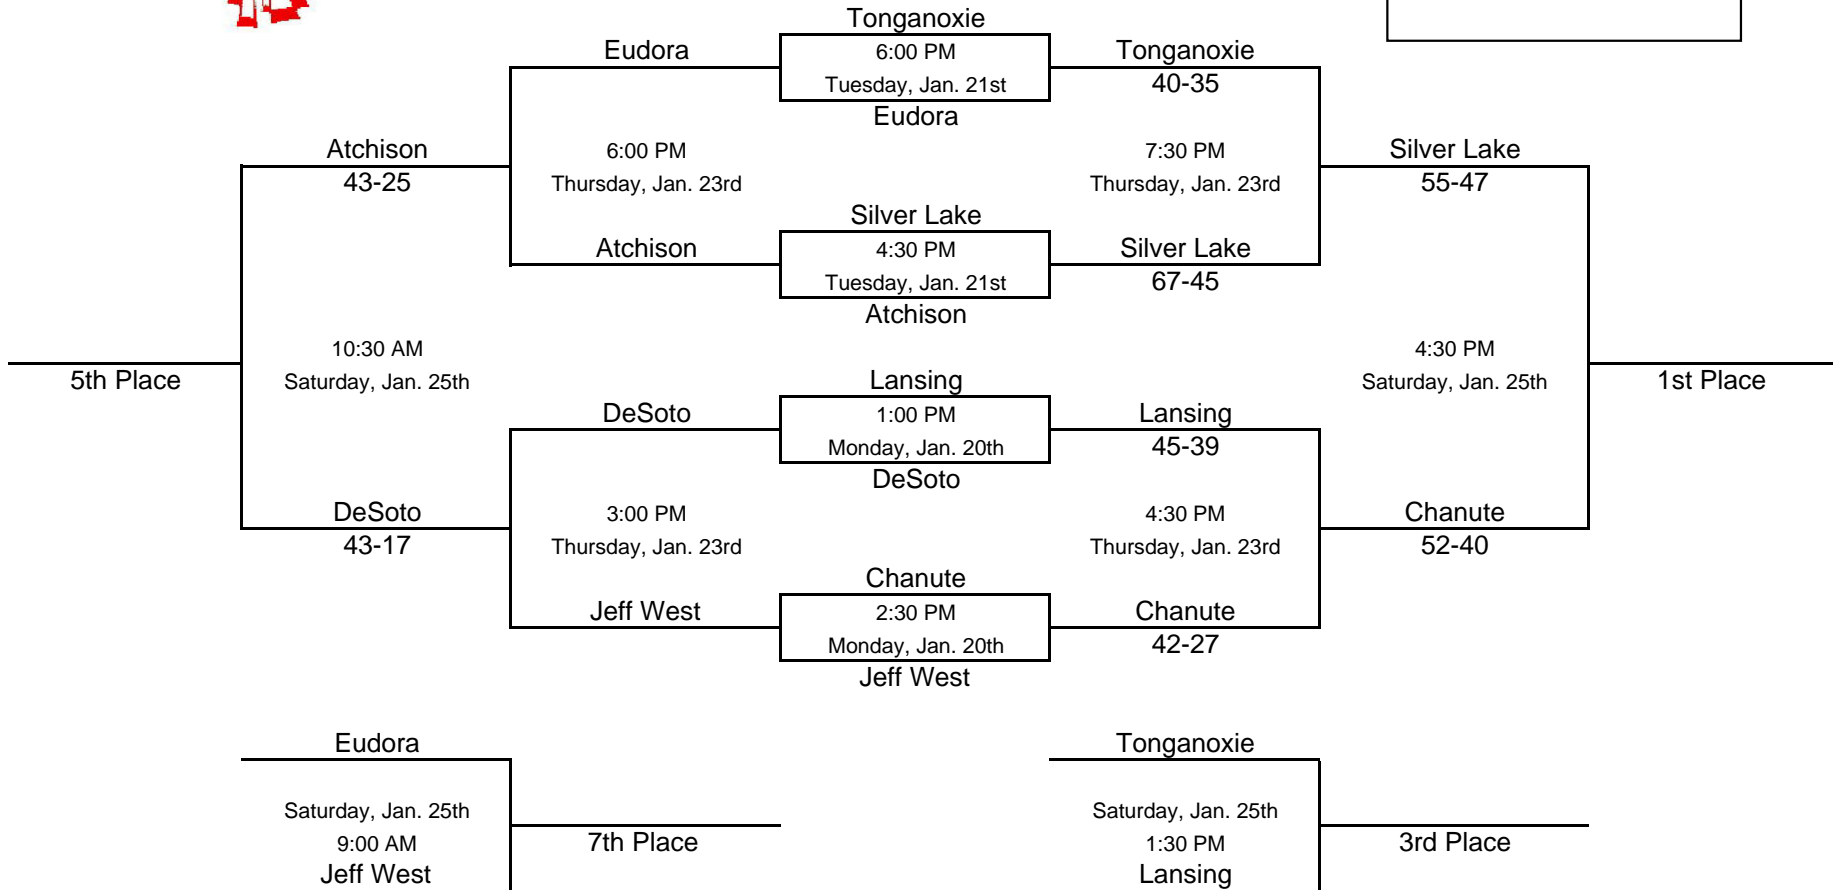 Tonganoxie
Eudora
6:00 PM
Tonganoxie
Tuesday, Jan. 21st
40-35
Eudora
Atchison
6:00 PM
7:30 PM
Silver Lake
43-25
Thursday, Jan. 23rd
Thursday, Jan. 23rd
55-47
Silver Lake
Atchison
4:30 PM
Silver Lake
Tuesday, Jan. 21st
67-45
Atchison
10:30 AM
4:30 PM
5th Place
Saturday, Jan. 25th
Lansing
Saturday, Jan. 25th
1st Place
DeSoto
1:00 PM
Lansing
Monday, Jan. 20th
45-39
DeSoto
DeSoto
3:00 PM
4:30 PM
Chanute
43-17
Thursday, Jan. 23rd
Thursday, Jan. 23rd
52-40
Chanute
Jeff West
2:30 PM
Chanute
Monday, Jan. 20th
42-27
Jeff West
Eudora
Tonganoxie
Saturday, Jan. 25th
Saturday, Jan. 25th
9:00 AM
7th Place
1:30 PM
3rd Place
Jeff West
Lansing